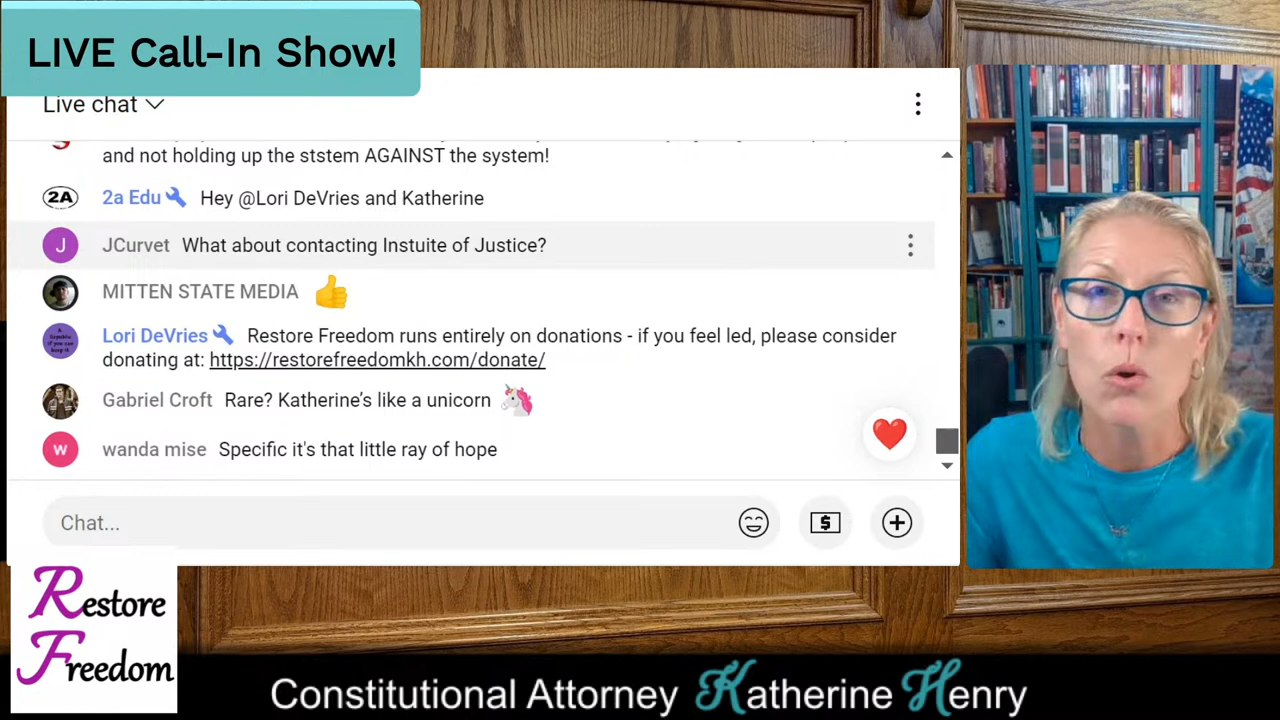 LIVE Call-In Show!
Live chat
and not holding up the ststem AGAINST the system!
2A
2a Edu Hey @Lori DeVries and Katherine
J
JCurvet What about contacting Instuite of Justice?
MITTEN STATE MEDIA 👍
Lori DeVries Restore Freedom runs entirely on donations - if you feel led, please consider
donating at: https://restorefreedomkh.com/donate/
Gabriel Croft Rare? Katherine's like a unicorn 🦄
w
wanda mise Specific it's that little ray of hope
Chat...
Restore
Freedom
Constitutional Attorney Katherine Henry